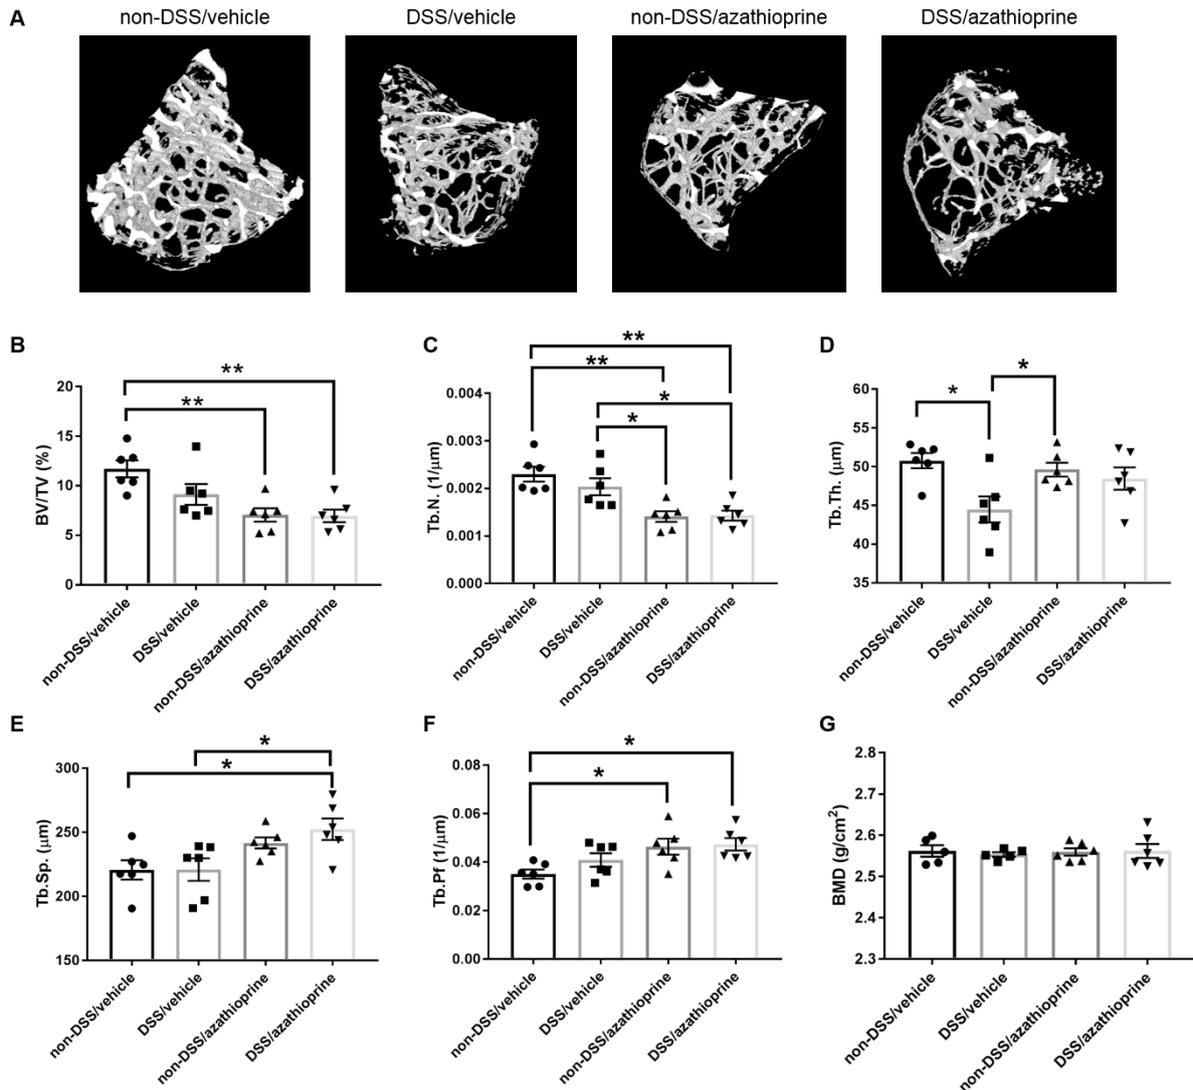 A
non-DSS/vehicle
DSS/vehicle
non-DSS/azathioprine
DSS/azathioprine
B
BV/TV (%)
20
15
10
5
0
**
**
non-DSS/vehicle
DSS/vehicle
non-DSS/azathioprine
DSS/azathioprine
C
Tb.N. (1/μm)
0.004
0.003
0.002
0.001
0.000
**
**
*
*
non-DSS/vehicle
DSS/vehicle
non-DSS/azathioprine
DSS/azathioprine
D
Tb.Th. (μm)
60
55
50
45
40
35
*
*
non-DSS/vehicle
DSS/vehicle
non-DSS/azathioprine
DSS/azathioprine
E
Tb.Sp. (μm)
300
250
200
150
*
*
non-DSS/vehicle
DSS/vehicle
non-DSS/azathioprine
DSS/azathioprine
F
Tb.Pf (1/μm)
0.08
0.06
0.04
0.02
0.00
*
*
non-DSS/vehicle
DSS/vehicle
non-DSS/azathioprine
DSS/azathioprine
G
BMD (g/cm²)
2.8
2.7
2.6
2.5
2.4
2.3
non-DSS/vehicle
DSS/vehicle
non-DSS/azathioprine
DSS/azathioprine